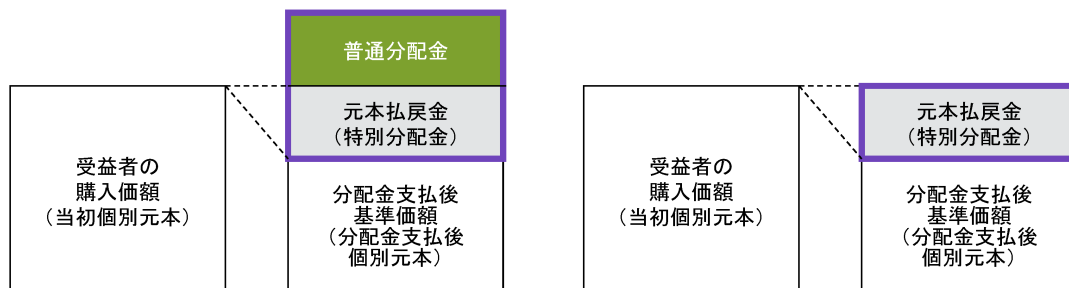 普通分配金
元本払戻金
（特別分配金）
受益者の
購入価額
（当初個別元本）
分配金支払後
基準価額
（分配金支払後
個別元本）
元本払戻金
（特別分配金）
受益者の
購入価額
（当初個別元本）
分配金支払後
基準価額
（分配金支払後
個別元本）